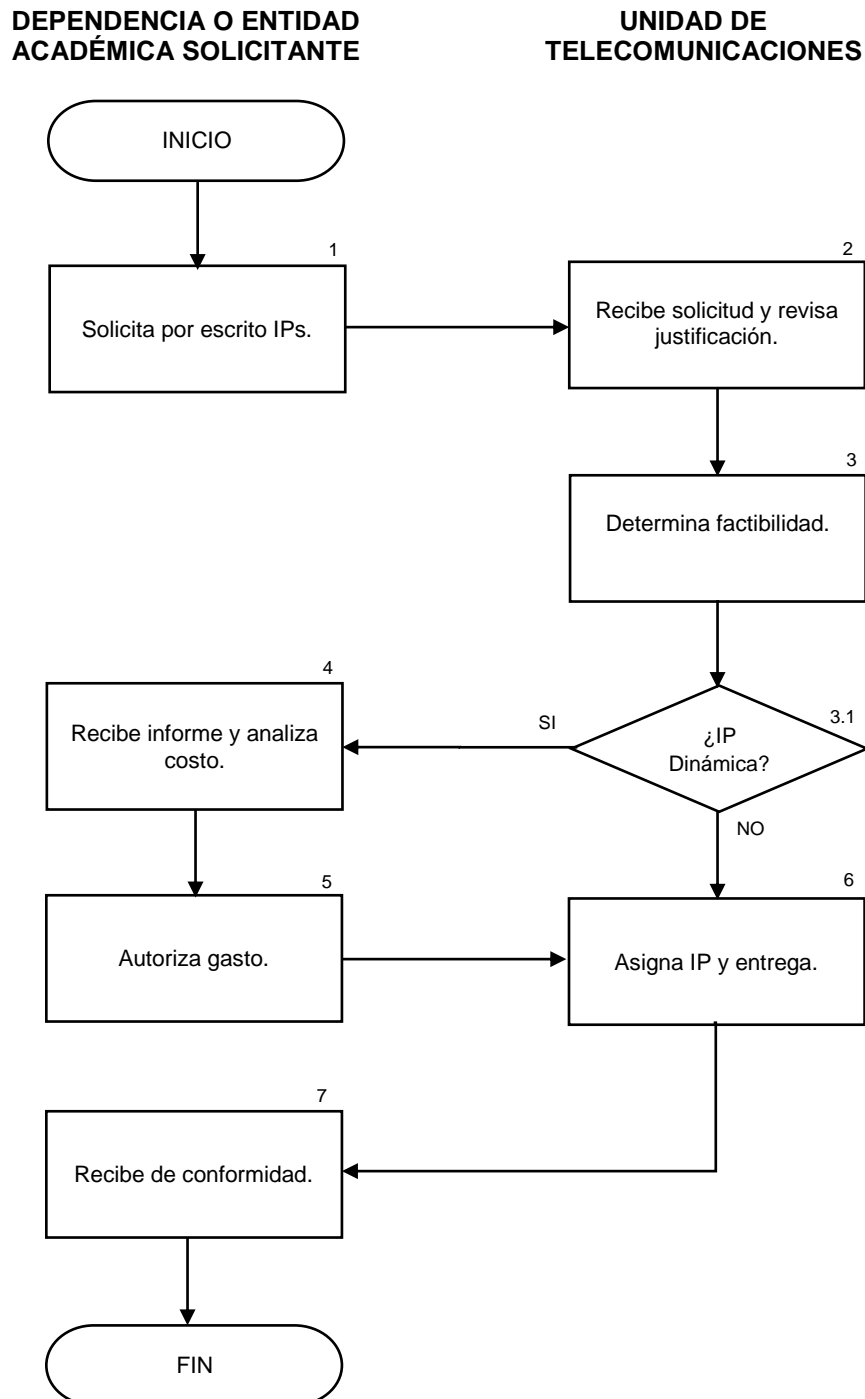 DEPENDENCIA O ENTIDAD
ACADÉMICA SOLICITANTE
UNIDAD DE
TELECOMUNICACIONES
INICIO
1
Solicita por escrito IPs.
2
Recibe solicitud y revisa
justificación.
3
Determina factibilidad.
3.1
¿IP
Dinámica?
SI
NO
4
Recibe informe y analiza
costo.
5
Autoriza gasto.
6
Asigna IP y entrega.
7
Recibe de conformidad.
FIN